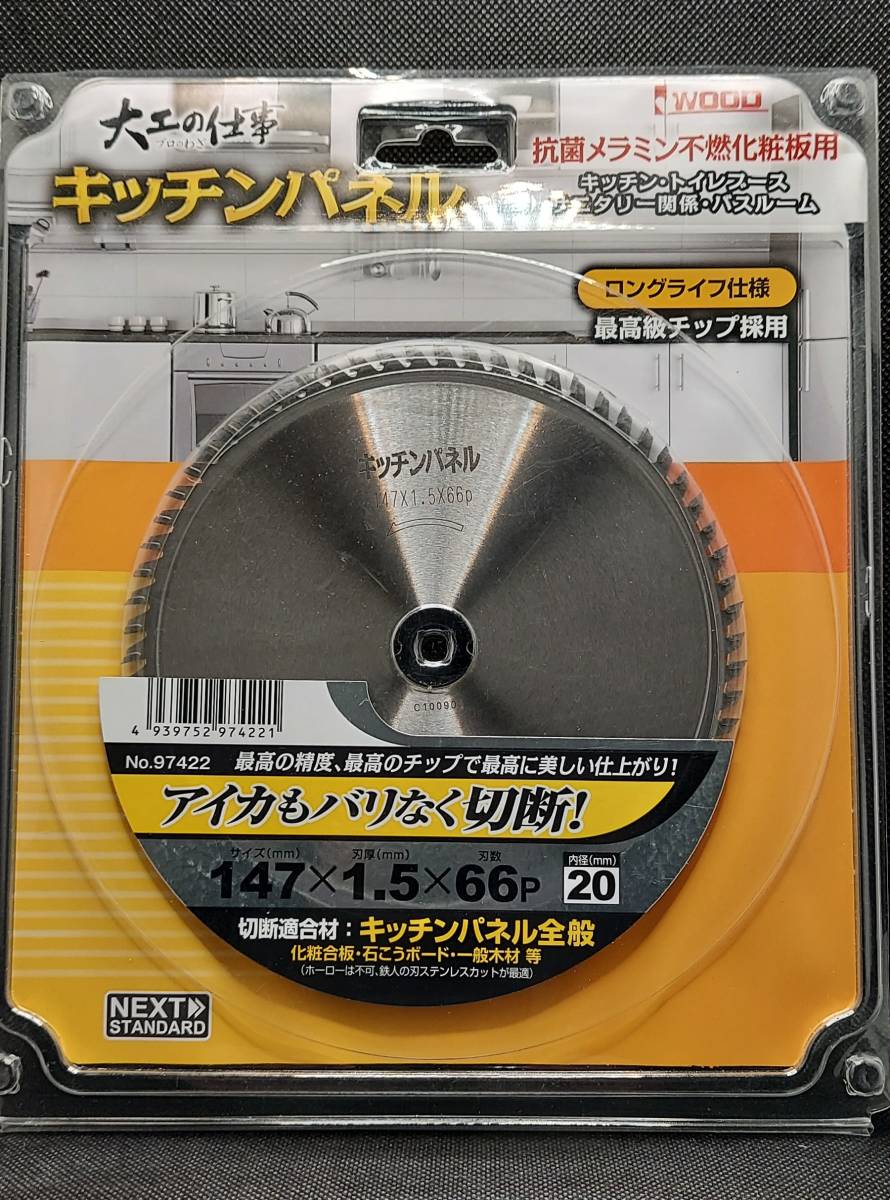 大工の仕事
プロのわざ
キッチンパネル
WOOD
抗菌メラミン不燃化粧板用
キッチン・トイレブース
サニタリー関係・バスルーム
ロングライフ仕様
最高級チップ採用
キッチンパネル
147X1.5X66p
C10090
4 939752 974221
No.97422
最高の精度、最高のチップで最高に美しい仕上がり!
アイカもバリなく切断!
サイズ(mm) 刃厚(mm) 刃数 内径(mm)
147×1.5×66P 20
切断適合材:キッチンパネル全般
化粧合板・石こうボード・一般木材 等
(ホーローは不可、鉄人の刃ステンレスカットが最適)
NEXT
STANDARD